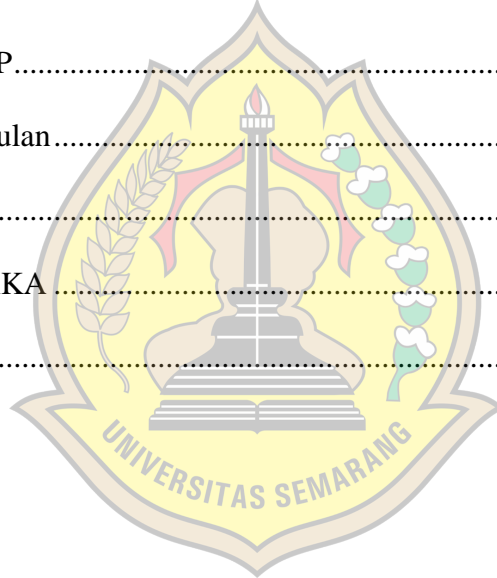 P..........................................................
ulan.....................................................
..............................................................
KA.....................................................
..............................................................
UNIVERSITAS SEMARANG